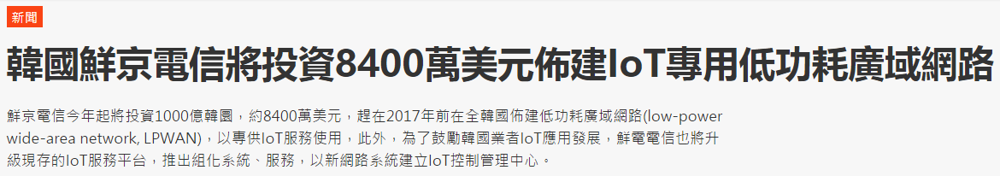 新聞
韓國鮮京電信將投資8400萬美元佈建IoT專用低功耗廣域網路
鮮京電信今年起將投資1000億韓圜，約8400萬美元，趕在2017年前在全韓國佈建低功耗廣域網路(low-power
wide-area network, LPWAN)，以專供IoT服務使用，此外，為了鼓勵韓國業者IoT應用發展，鮮電電信也將升
級現存的IoT服務平台，推出組化系統、服務，以新網路系統建立IoT控制管理中心。